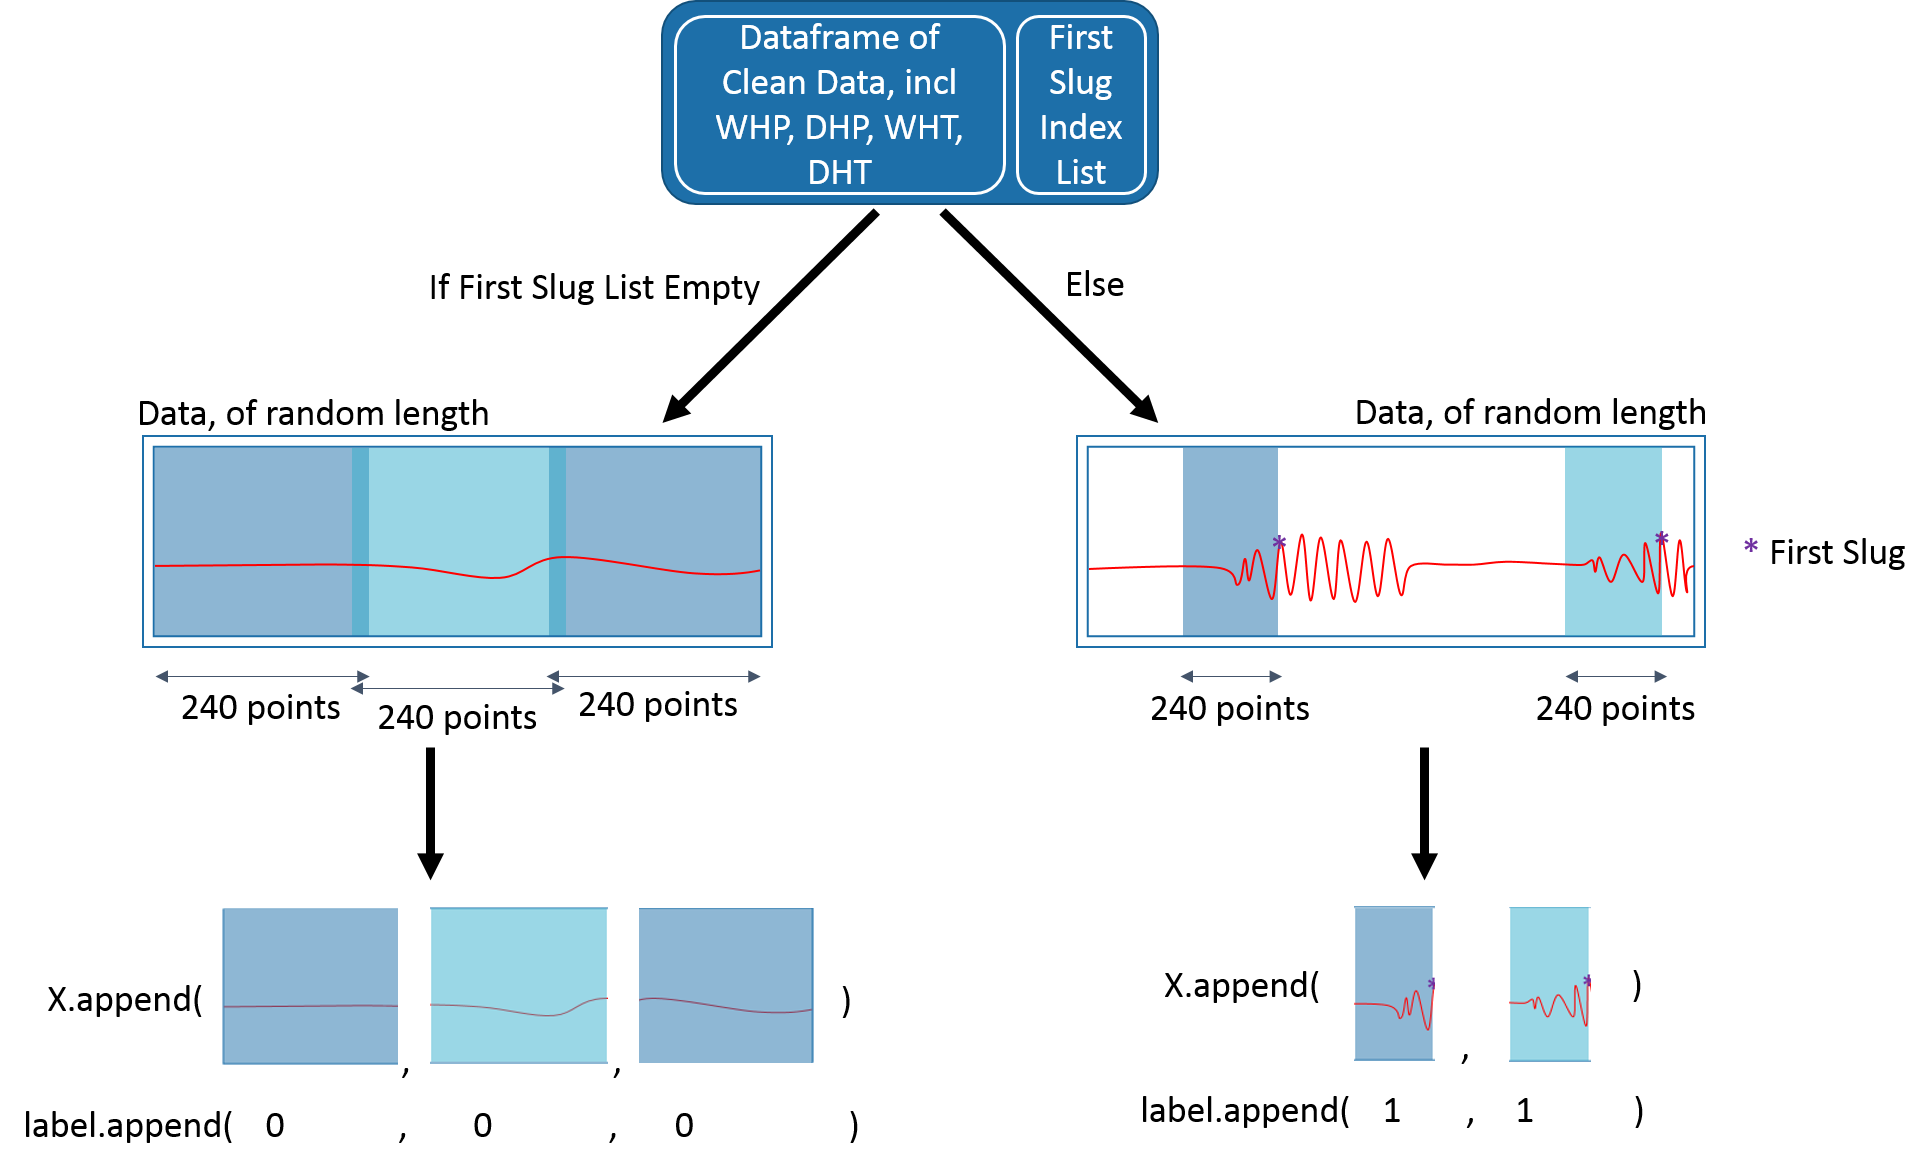 Dataframe of
Clean Data, incl
WHP, DHP, WHT,
DHT
First
Slug
Index
List
If First Slug List Empty
Else
Data, of random length
Data, of random length
* First Slug
240 points
240 points
240 points
240 points
240 points
X.append( , , )
label.append( 0 , 0 , 0 )
X.append( , )
label.append( 1 , 1 )